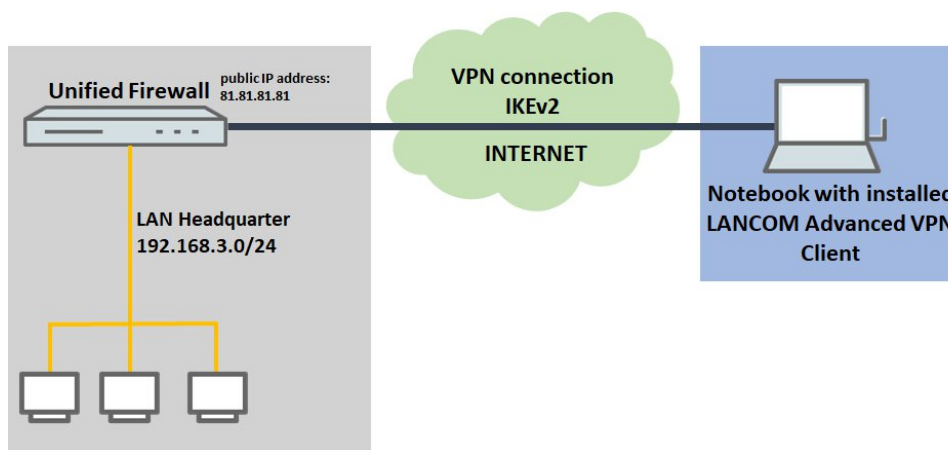 Unified Firewall
public IP address:
81.81.81.81
VPN connection
IKEv2
INTERNET
LAN Headquarter
192.168.3.0/24
Notebook with installed
LANCOM Advanced VPN
Client